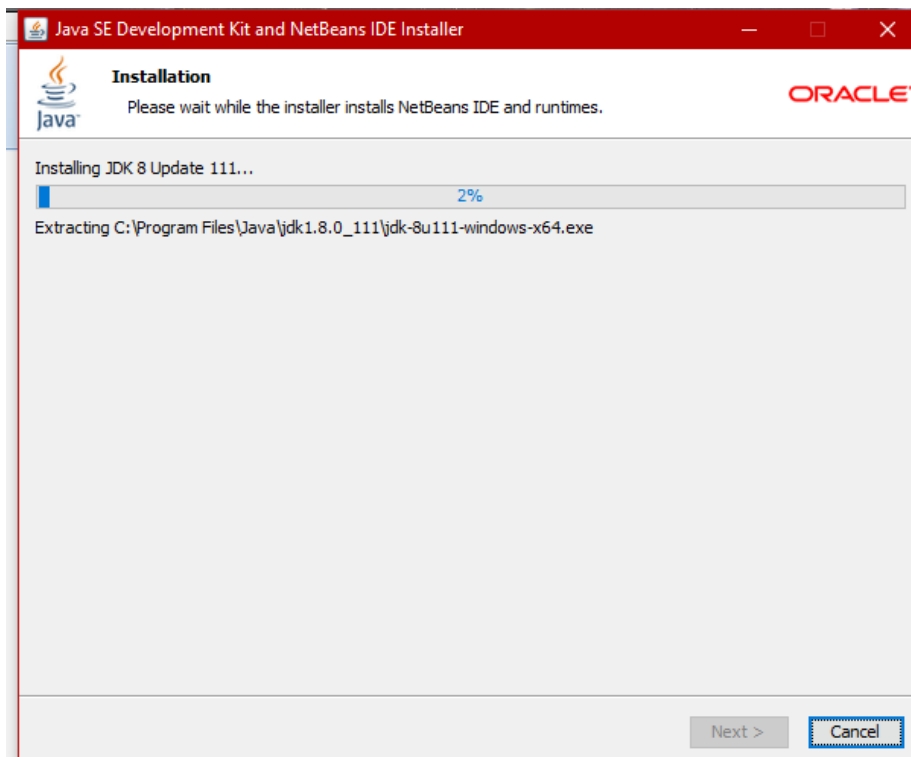 Java SE Development Kit and NetBeans IDE Installer
Installation
Please wait while the installer installs NetBeans IDE and runtimes.
Java
ORACLE
Installing JDK 8 Update 111...
2%
Extracting C:\Program Files\Java\jdk1.8.0_111\jdk-8u111-windows-x64.exe
Next >
Cancel